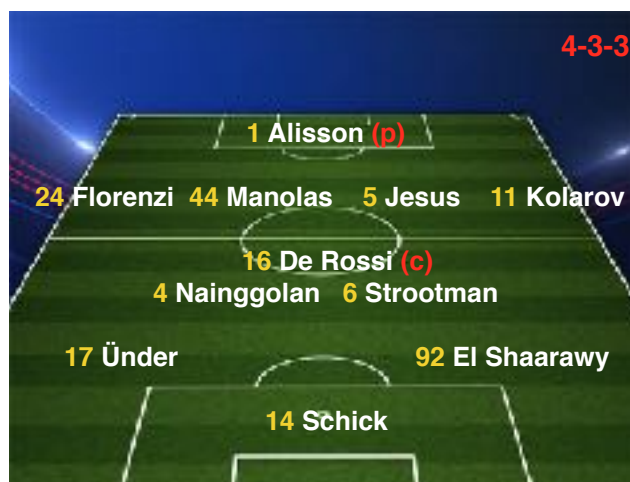 4-3-3
1 Alisson (p)
24 Florenzi 44 Manolas 5 Jesus 11 Kolarov
16 De Rossi (c)
4 Nainggolan 6 Strootman
17 Ünder 92 El Shaarawy
14 Schick